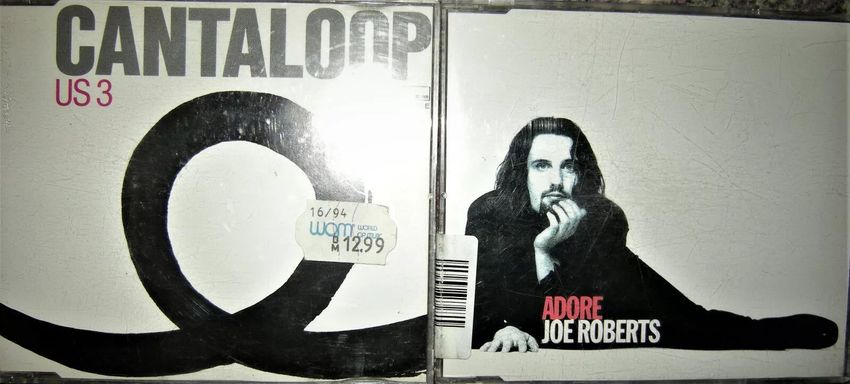 CANTALOOP
US 3
16/94
wom WORLD
OF MUSIC
DM 12.99
ADORE
JOE ROBERTS